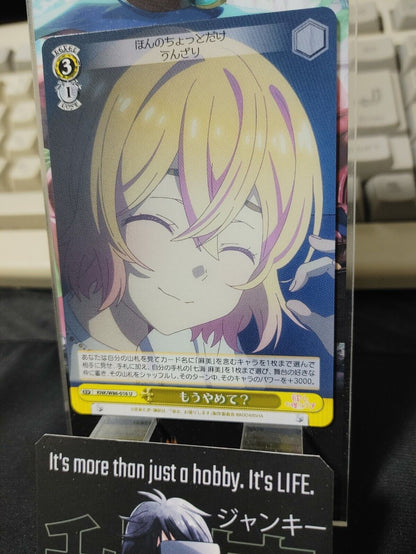 ほんのちょっとだけ
うんざり
3
1
あなたは自分の山札を見てカード名に「麻美」を含むキャラを1枚まで選んで
相手に見せ、手札に加え、自分の手札の「七海 麻美」を1枚まで選び、舞台の好きな
枠に置き、その山札をシャッフルし、そのターン中、そのキャラのパワーを+3000。
KNK/W86-016 U
もうやめて?
It's more than just a hobby. It's LIFE.
ジャンキー